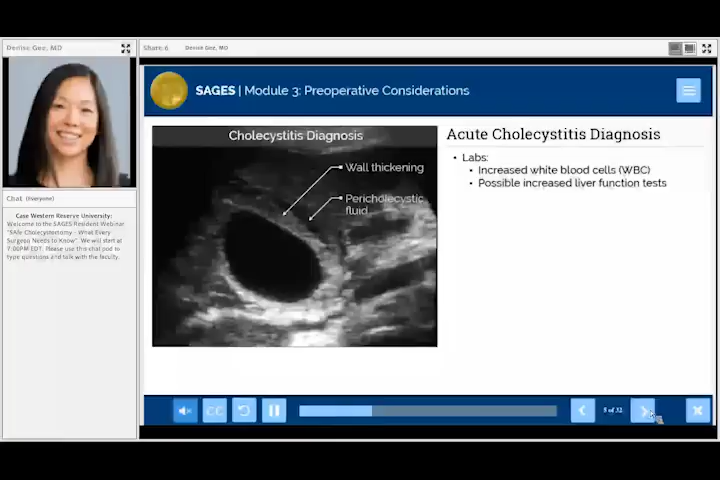 Denise Gee, MD
Share 6 Denise Gee, MD
SAGES | Module 3: Preoperative Considerations
Cholecystitis Diagnosis
Wall thickening
Pericholecystic
fluid
Acute Cholecystitis Diagnosis
• Labs:
• Increased white blood cells (WBC)
• Possible increased liver function tests
Chat (Everyone)
Case Western Reserve University:
Welcome to the SAGES Resident Webinar
"SAfe Cholecystectomy - What Every
Surgeon Needs to Know". We will start at
7:00PM EDT. Please use this chat pod to
type questions and talk with the faculty.
CC
5 of 32